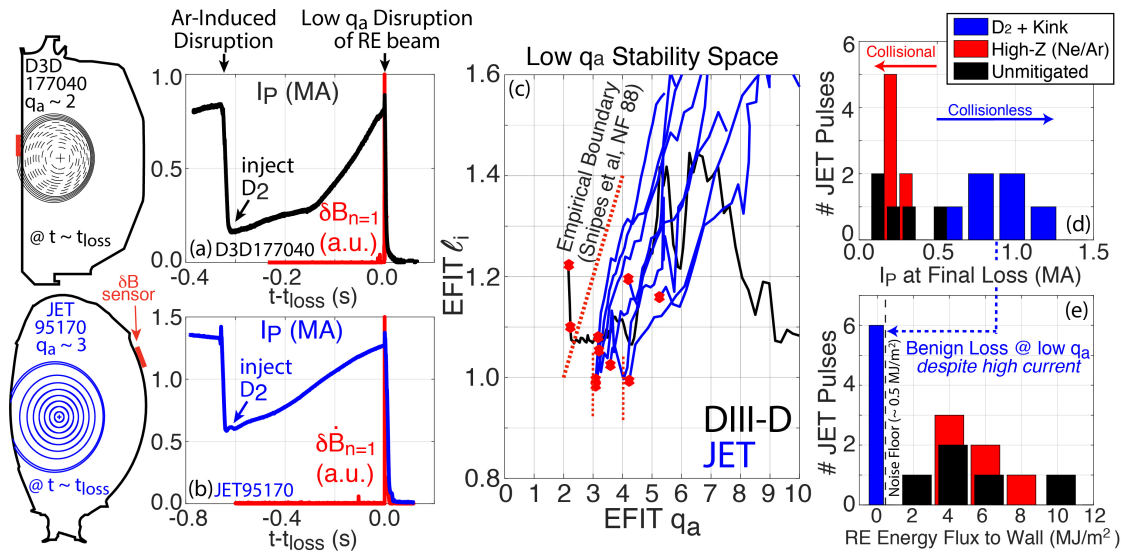 Ar-Induced
Disruption
Low qa Disruption
of RE beam
D3D
177040
qa ~ 2
@ t ~ tloss
1.0
0.5
0.0
IP (MA)
inject
D2
δBn=1
(a.u.)
(a) D3D177040
-0.4
-0.2
0.0
t-tloss (s)
δB
sensor
JET
95170
qa ~ 3
@ t ~ tloss
1.5
1.0
0.5
0.0
IP (MA)
inject
D2
δḂn=1
(a.u.)
(b) JET95170
-0.8
-0.4
0.0
t-tloss (s)
Low qa Stability Space
(c)
Empirical Boundary
(Snipes et al, NF 88)
EFIT ℓi
1.6
1.4
1.2
1.0
0.8
DIII-D
JET
0 1 2 3 4 5 6 7 8 9 10
EFIT qa
D2 + Kink
High-Z (Ne/Ar)
Unmitigated
Collisional
Collisionless
# JET Pulses
6
4
2
0
(d)
0.0 0.5 1.0 1.5
IP at Final Loss (MA)
(e)
Benign Loss @ low qa
despite high current
Noise Floor (~ 0.5 MJ/m²)
# JET Pulses
6
4
2
0
0 2 4 6 8 10 12
RE Energy Flux to Wall (MJ/m²)